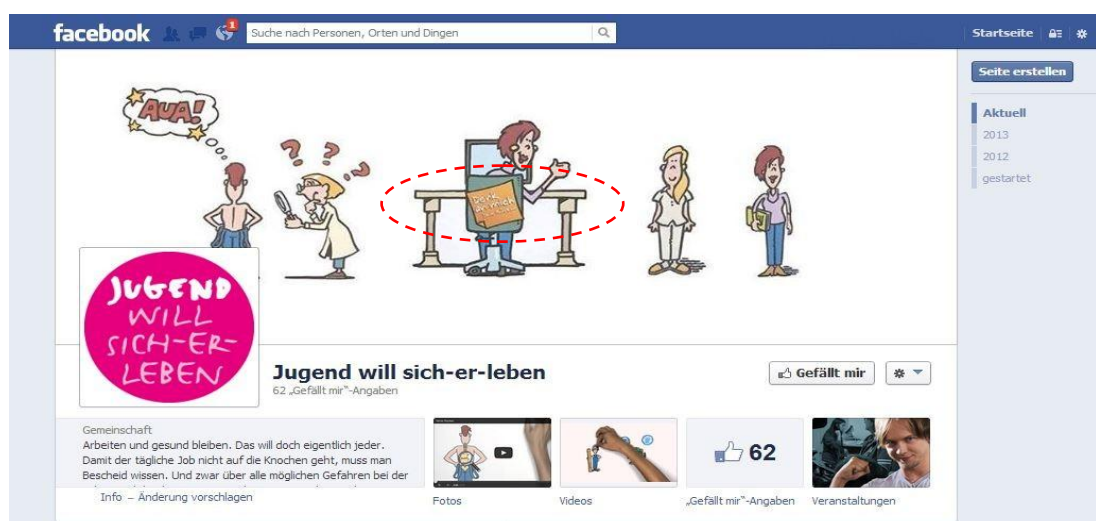 facebook
1
Suche nach Personen, Orten und Dingen
Startseite
Seite erstellen
Aktuell
2013
2012
gestartet
AUA!
? ? ?
Denk
an mich
JUGEND
WILL
SICH-ER-
LEBEN
Jugend will sich-er-leben
62 „Gefällt mir“-Angaben
Gefällt mir
Gemeinschaft
Arbeiten und gesund bleiben. Das will doch eigentlich jeder.
Damit der tägliche Job nicht auf die Knochen geht, muss man
Bescheid wissen. Und zwar über alle möglichen Gefahren bei der
Info – Änderung vorschlagen
62
Fotos
Videos
„Gefällt mir“-Angaben
Veranstaltungen